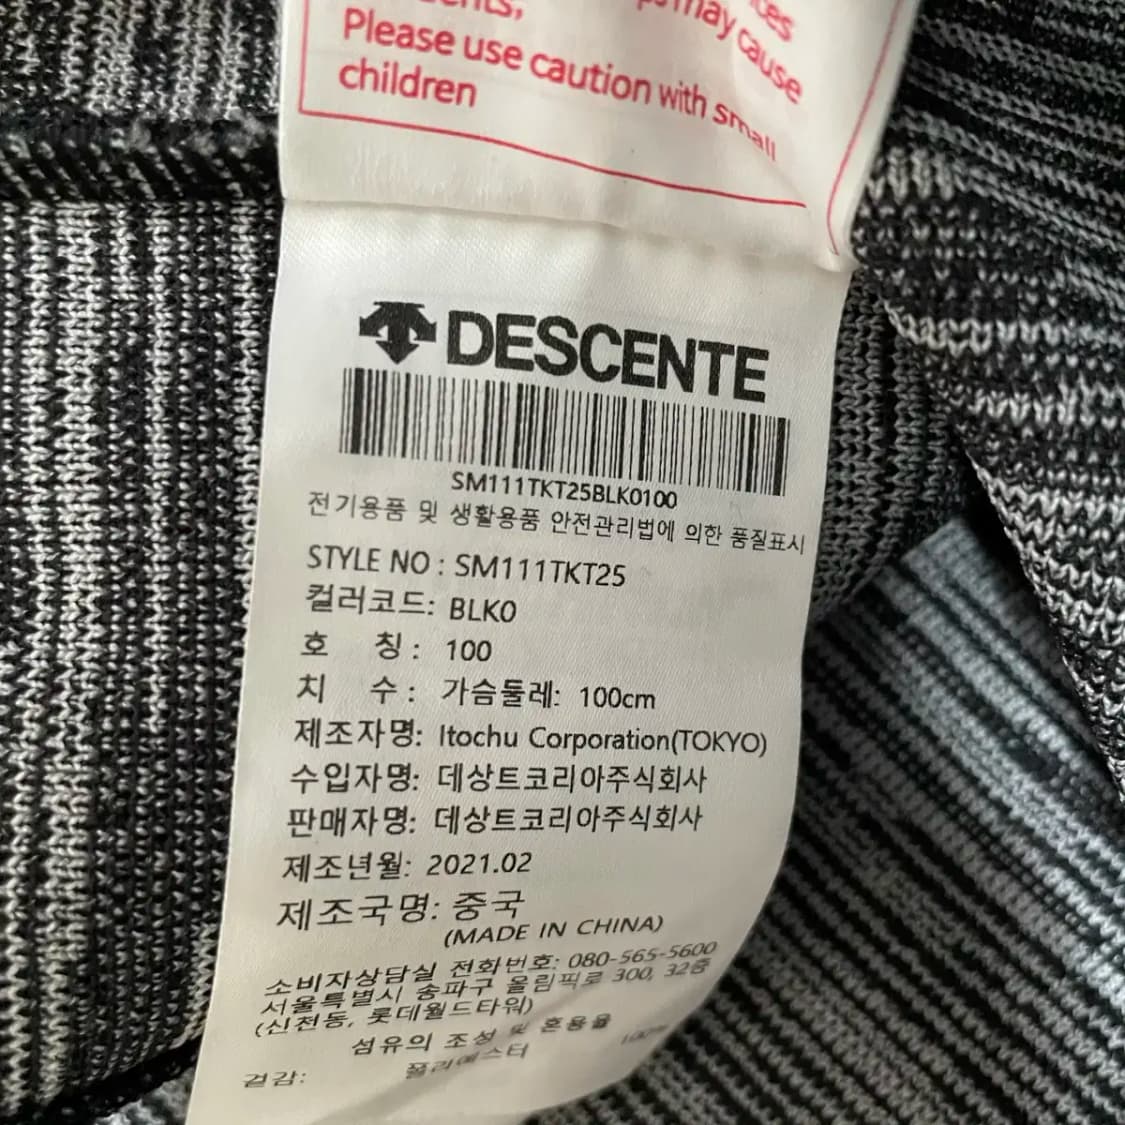 may cause
Please use caution with small
children
DESCENTE
SM111TKT25BLK0100
전기용품 및 생활용품 안전관리법에 의한 품질표시
STYLE NO : SM111TKT25
컬러코드: BLK0
호 칭 : 100
치 수 : 가슴둘레: 100cm
제조자명: Itochu Corporation(TOKYO)
수입자명: 데상트코리아주식회사
판매자명: 데상트코리아주식회사
제조년월: 2021.02
제조국명: 중국
(MADE IN CHINA)
소비자상담실 전화번호: 080-565-5600
서울특별시 송파구 올림픽로 300, 32층
(신천동, 롯데월드타워)
섬유의 조성 및 혼용율
겉감: 폴리에스터 100%